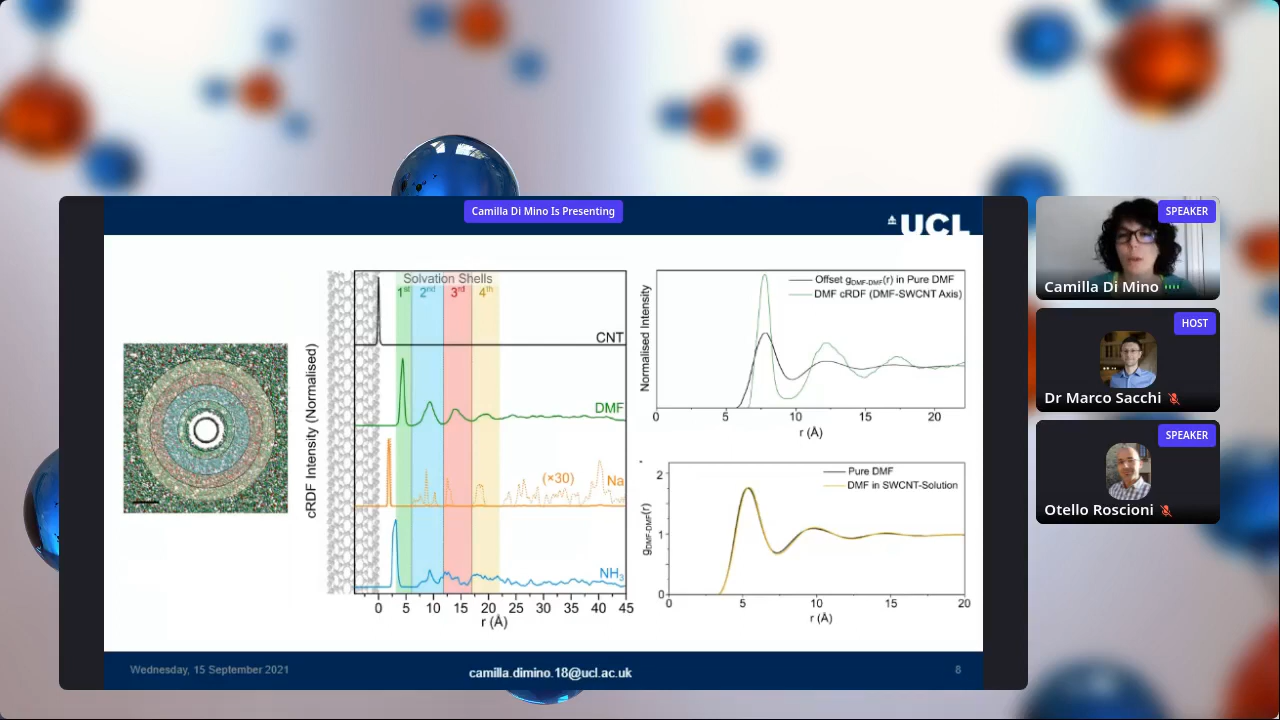 Camilla Di Mino Is Presenting
UCL
Solvation Shells
1st 2nd 3rd 4th
CNT
DMF
(×30)
Na
NH3
cRDF Intensity (Normalised)
0 5 10 15 20 25 30 35 40 45
r (Å)
Offset gDMF-DMF(r) in Pure DMF
DMF cRDF (DMF-SWCNT Axis)
Normalised Intensity
0 5 10 15 20
r (Å)
Pure DMF
DMF in SWCNT-Solution
2
1
0
gDMF-DMF(r)
0 5 10 15 20
r (Å)
Wednesday, 15 September 2021
camilla.dimino.18@ucl.ac.uk
8
SPEAKER
Camilla Di Mino
HOST
Dr Marco Sacchi
SPEAKER
Otello Roscioni